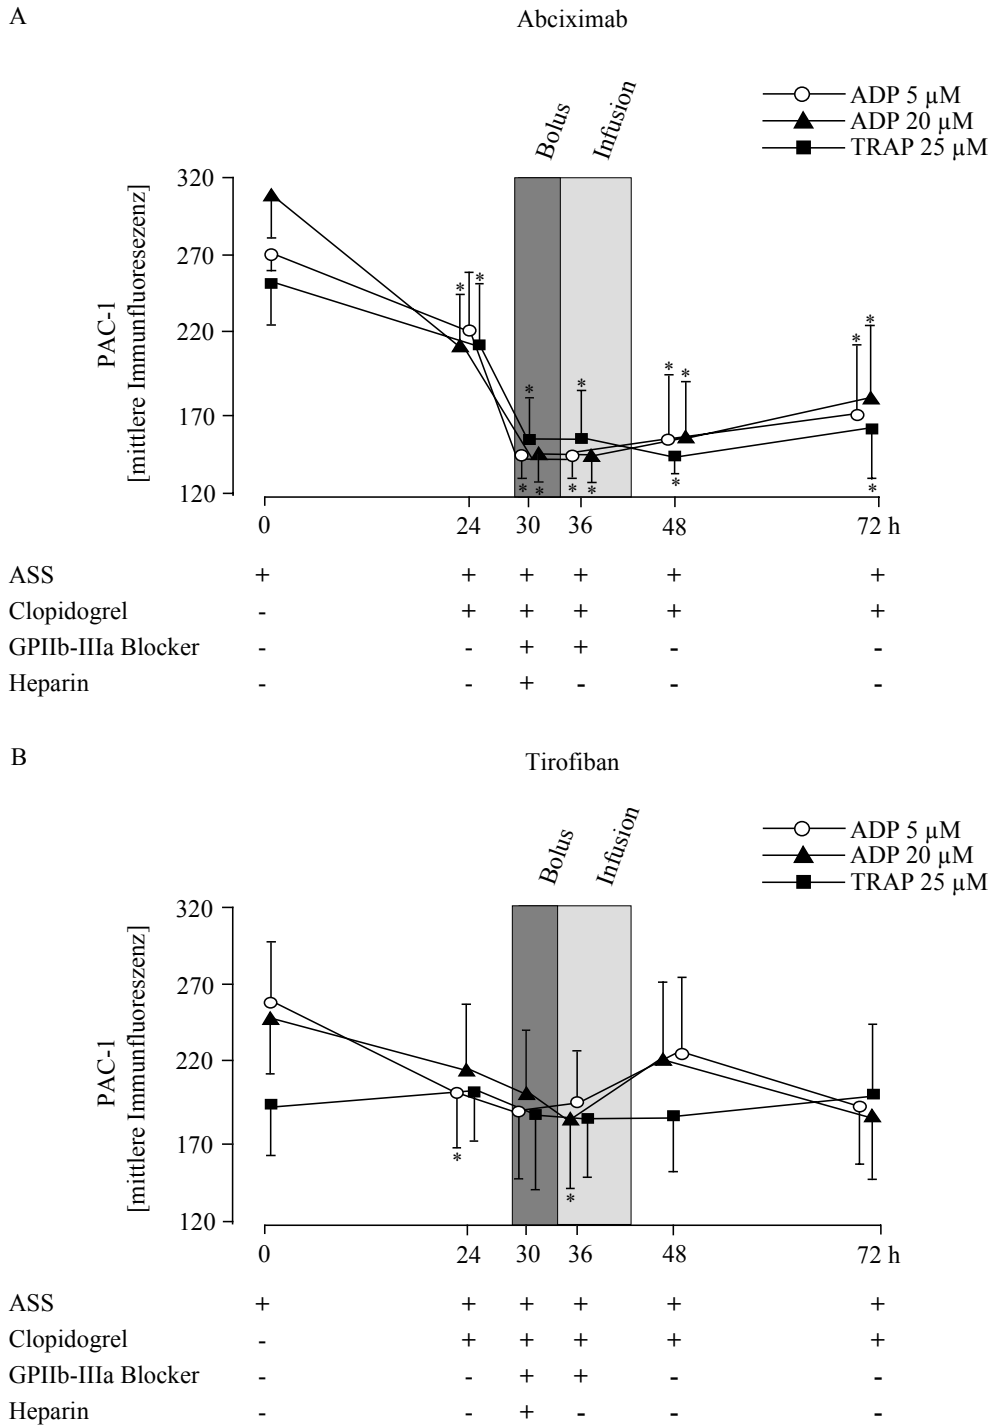 A
Abciximab
Bolus
Infusion
ADP 5 µM
ADP 20 µM
TRAP 25 µM
PAC-1
[mittlere Immunfluoresezenz]
320
270
220
170
120
* *
* *
* * * *
* *
*
* *
*
0 24 30 36 48 72 h
ASS + + + + + +
Clopidogrel - + + + + +
GPIIb-IIIa Blocker - - + + - -
Heparin - - + - - -
B
Tirofiban
Bolus
Infusion
ADP 5 µM
ADP 20 µM
TRAP 25 µM
PAC-1
[mittlere Immunfluoreszenz]
320
270
220
170
120
*
*
0 24 30 36 48 72 h
ASS + + + + + +
Clopidogrel - + + + + +
GPIIb-IIIa Blocker - - + + - -
Heparin - - + - - -